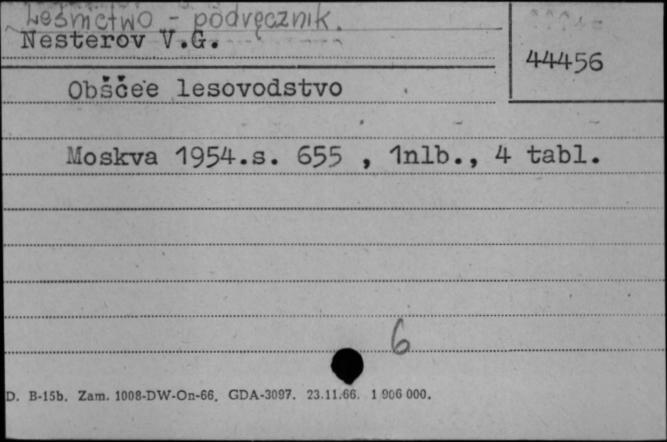 Leśnictwo - podręcznik.
Nesterov V.G.
44456
Obščee lesovodstvo
Moskva 1954.s. 655 , 1nlb., 4 tabl.
6
D. B-15b. Zam. 1008-DW-On-66. GDA-3097. 23.11.66. 1 906 000.